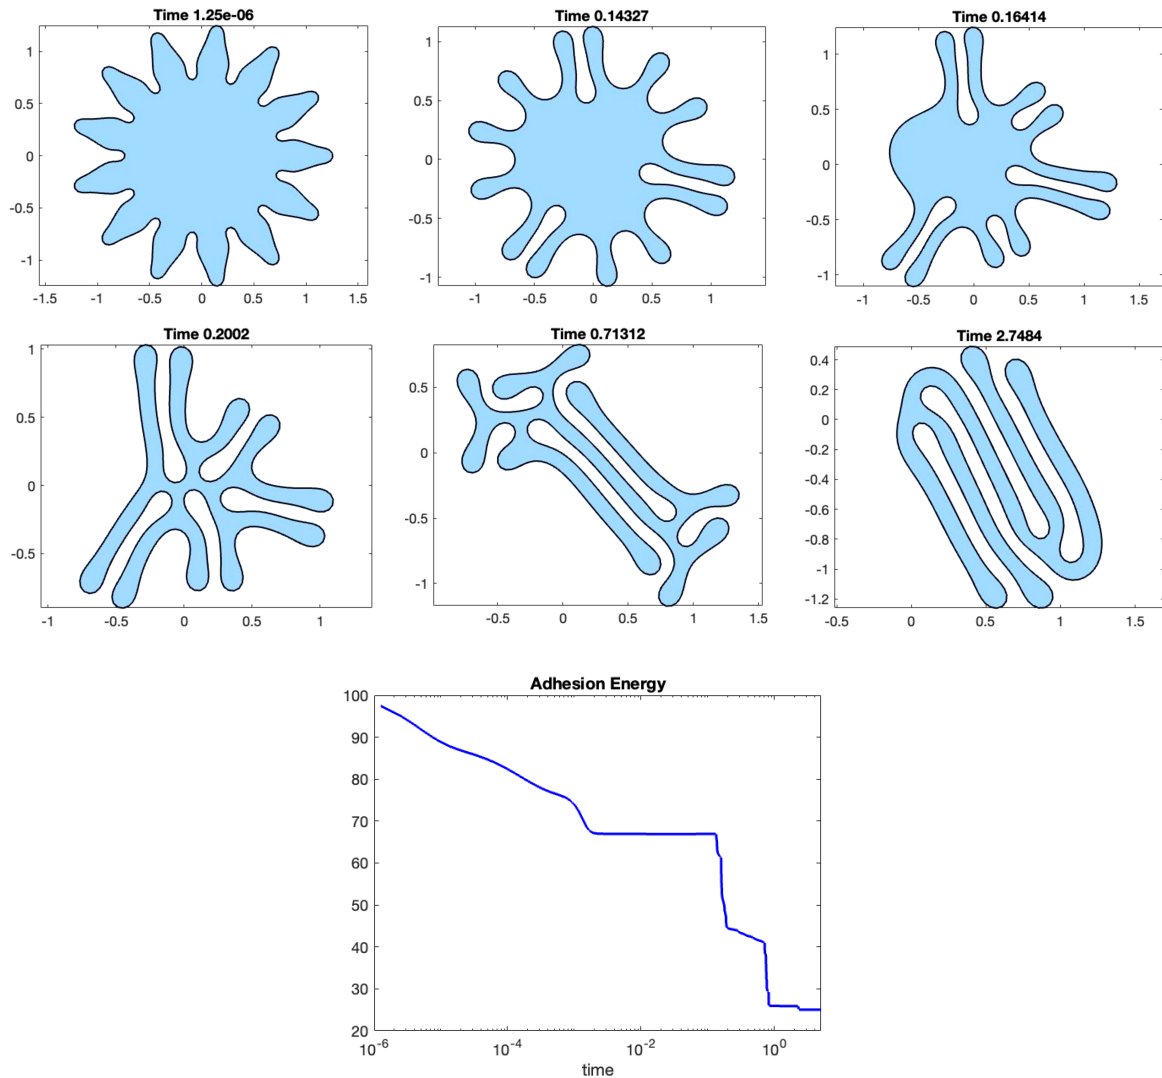 Time 1.25e-06
1
0.5
0
-0.5
-1
-1.5 -1 -0.5 0 0.5 1 1.5
Time 0.14327
1
0.5
0
-0.5
-1
-1 -0.5 0 0.5 1
Time 0.16414
1
0.5
0
-0.5
-1
-1 -0.5 0 0.5 1 1.5
Time 0.2002
1
0.5
0
-0.5
-0.5 0 0.5 1
Time 0.71312
0.5
0
-0.5
-1
-0.5 0 0.5 1 1.5
Time 2.7484
0.4
0.2
0
-0.2
-0.4
-0.6
-0.8
-1
-1.2
-0.5 0 0.5 1 1.5
Adhesion Energy
100
90
80
70
60
50
40
30
20
10-6 10-4 10-2 100
time